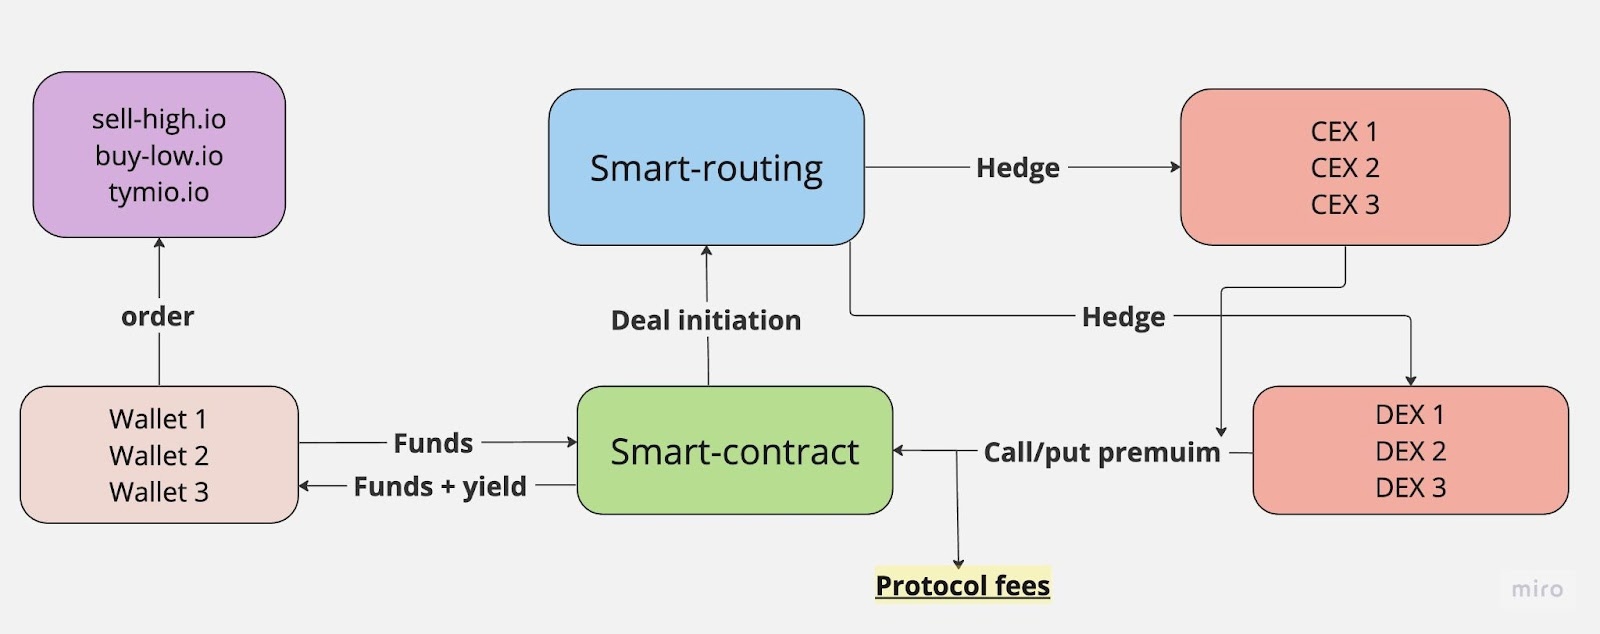 sell-high.io
buy-low.io
tymio.io
Smart-routing
Hedge
CEX 1
CEX 2
CEX 3
order
Deal initiation
Hedge
Wallet 1
Wallet 2
Wallet 3
Funds
Funds + yield
Smart-contract
Call/put premuim
DEX 1
DEX 2
DEX 3
Protocol fees
miro